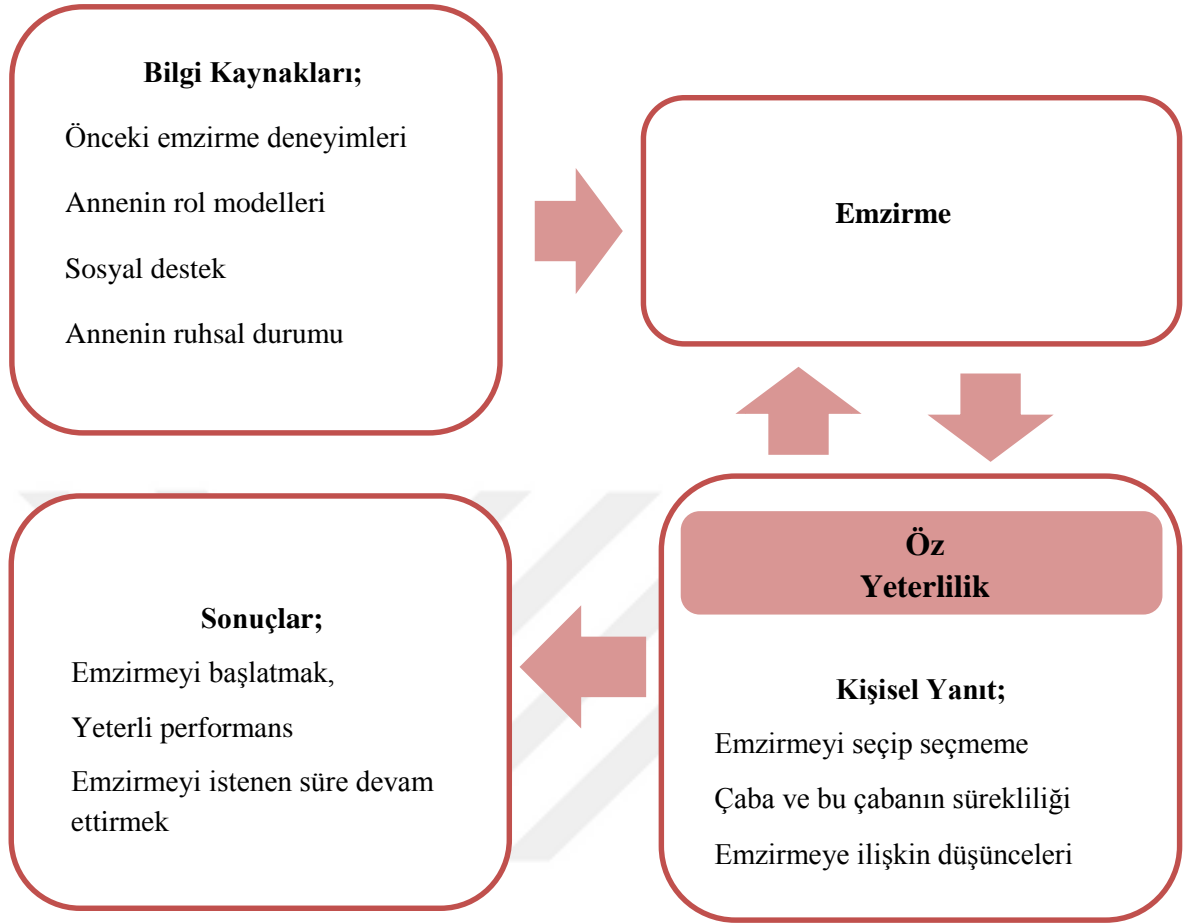 Bilgi Kaynakları;
Önceki emzirme deneyimleri
Annenin rol modelleri
Sosyal destek
Annenin ruhsal durumu
Emzirme
Öz
Yeterlilik
Kişisel Yanıt;
Emzirmeyi seçip seçmeme
Çaba ve bu çabanın sürekliliği
Emzirmeye ilişkin düşünceleri
Sonuçlar;
Emzirmeyi başlatmak,
Yeterli performans
Emzirmeyi istenen süre devam
ettirmek